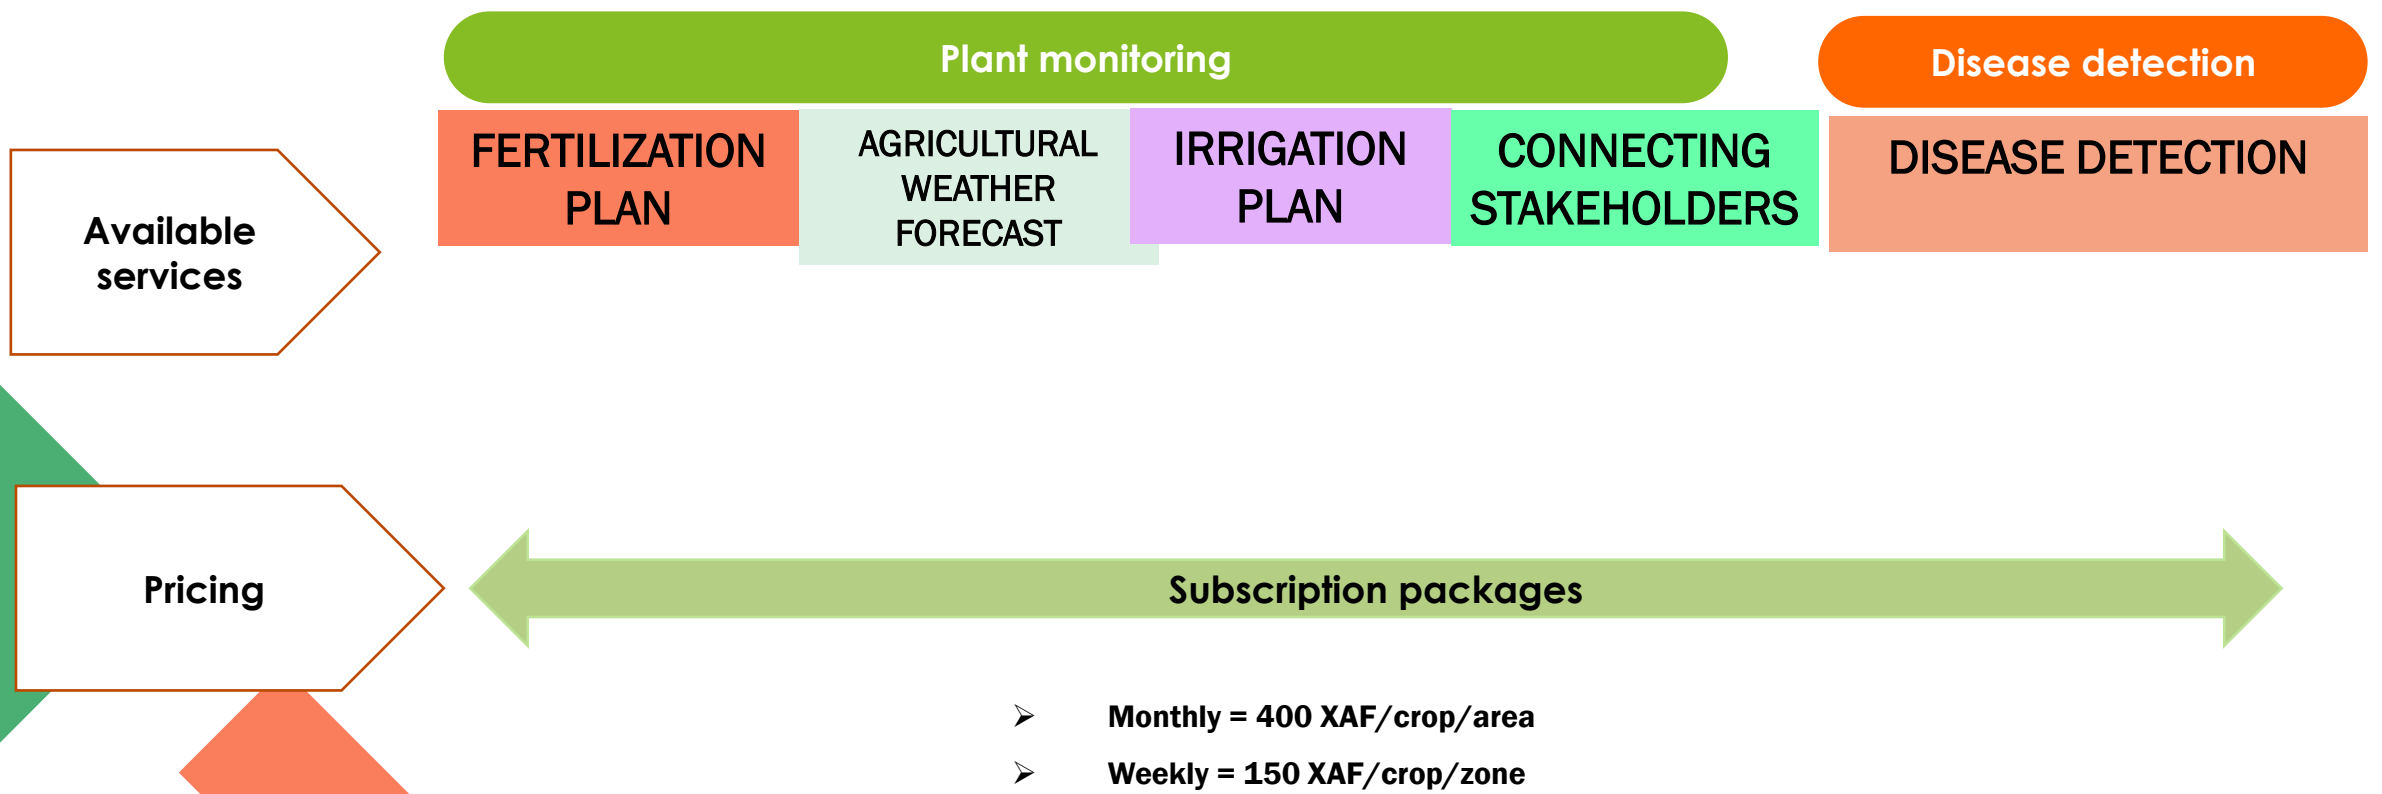 Plant monitoring
Disease detection
FERTILIZATION
PLAN
AGRICULTURAL
WEATHER
FORECAST
IRRIGATION
PLAN
CONNECTING
STAKEHOLDERS
DISEASE DETECTION
Available
services
Pricing
Subscription packages
➢ Monthly = 400 XAF/crop/area
➢ Weekly = 150 XAF/crop/zone